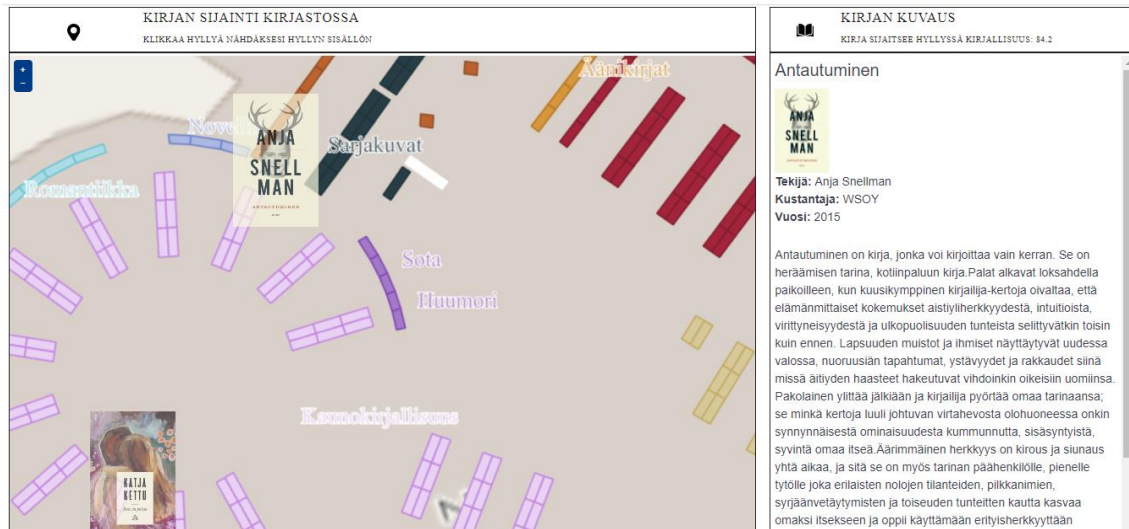 KIRJAN SIJAINTI KIRJASTOSSA
KLIKKAA HYLLYÄ NÄHDÄKSESI HYLLYN SISÄLLÖN
+
−
Äänikirjat
Novell
Sarjakuvat
Romantiikka
ANJA
SNELL
MAN
ANTAUTUMINEN
Sota
Huumori
Kaunokirjallisuus
KATJA
KETTU
KIRJAN KUVAUS
KIRJA SIJAITSEE HYLLYSSÄ KIRJALLISUUS: 84.2
Antautuminen
ANJA
SNELL
MAN
ANTAUTUMINEN
Tekijä: Anja Snellman
Kustantaja: WSOY
Vuosi: 2015
Antautuminen on kirja, jonka voi kirjoittaa vain kerran. Se on
heräämisen tarina, kotiinpaluun kirja.Palat alkavat loksahdella
paikoilleen, kun kuusikymppinen kirjailija-kertoja oivaltaa, että
elämänmittaiset kokemukset aistiyliherkkyydestä, intuitioista,
virittyneisyydestä ja ulkopuolisuuden tunteista selittyvätkin toisin
kuin ennen. Lapsuuden muistot ja ihmiset näyttäytyvät uudessa
valossa, nuoruusiän tapahtumat, ystävyydet ja rakkaudet siinä
missä äitiyden haasteet hakeutuvat vihdoinkin oikeisiin uomiinsa.
Pakolainen ylittää jälkiään ja kirjailija pyörtää omaa tarinaansa;
se minkä kertoja luuli johtuvan virtahevosta olohuoneessa onkin
synnynnäisestä ominaisuudesta kummunnutta, sisäsyntyistä,
syvintä omaa itseä.Äärimmäinen herkkyys on kirous ja siunaus
yhtä aikaa, ja sitä se on myös tarinan päähenkilölle, pienelle
tytölle joka erilaisten nolojen tilanteiden, pilkkanimien,
syrjäänvetäytymisten ja toiseuden tunteitten kautta kasvaa
omaksi itsekseen ja oppii käyttämään erityisherkkyyttään